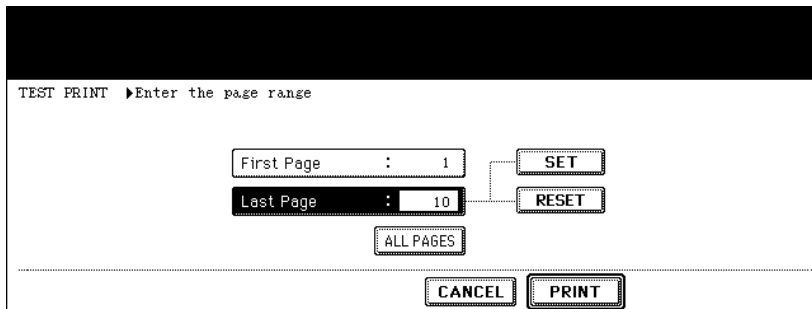 TEST PRINT ▶Enter the page range
First Page : 1 SET
Last Page : 10 RESET
ALL PAGES
CANCEL PRINT